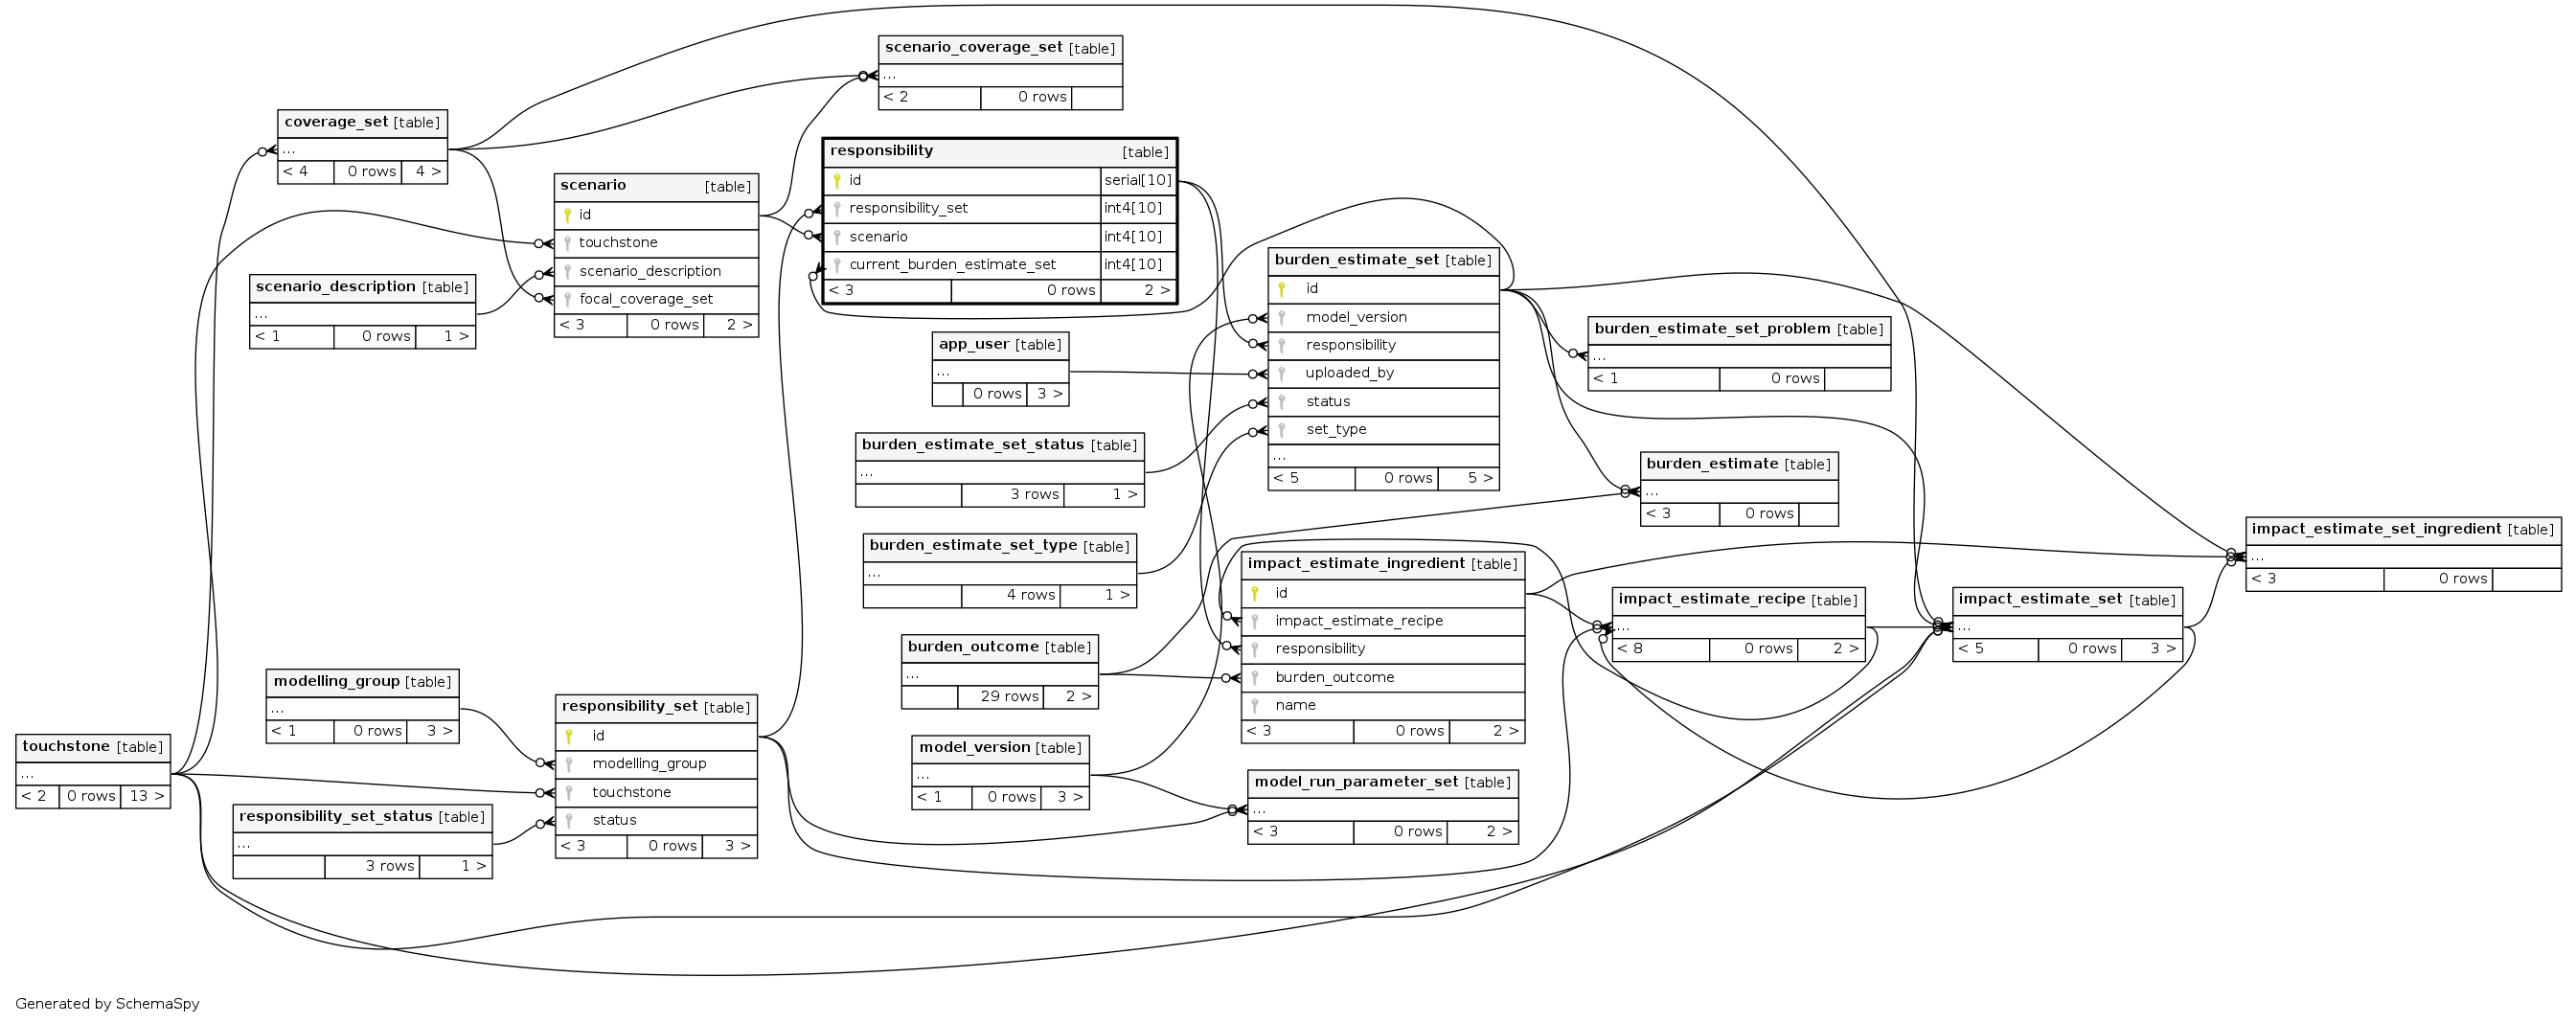 scenario_coverage_set [table]
...
< 2 0 rows
coverage_set [table]
...
< 4 0 rows 4 >
responsibility [table]
id serial[10]
responsibility_set int4[10]
scenario int4[10]
current_burden_estimate_set int4[10]
< 3 0 rows 2 >
scenario [table]
id
touchstone
scenario_description
focal_coverage_set
< 3 0 rows 2 >
scenario_description [table]
...
< 1 0 rows 1 >
burden_estimate_set [table]
id
model_version
responsibility
uploaded_by
status
set_type
...
< 5 0 rows 5 >
burden_estimate_set_problem [table]
...
< 1 0 rows
app_user [table]
...
0 rows 3 >
burden_estimate_set_status [table]
...
3 rows 1 >
burden_estimate [table]
...
< 3 0 rows
burden_estimate_set_type [table]
...
4 rows 1 >
impact_estimate_set_ingredient [table]
...
< 3 0 rows
impact_estimate_ingredient [table]
id
impact_estimate_recipe
responsibility
burden_outcome
name
< 3 0 rows 2 >
impact_estimate_recipe [table]
...
< 8 0 rows 2 >
impact_estimate_set [table]
...
< 5 0 rows 3 >
burden_outcome [table]
...
29 rows 2 >
modelling_group [table]
...
< 1 0 rows 3 >
responsibility_set [table]
id
modelling_group
touchstone
status
< 3 0 rows 3 >
touchstone [table]
...
< 2 0 rows 13 >
model_version [table]
...
< 1 0 rows 3 >
model_run_parameter_set [table]
...
< 3 0 rows 2 >
responsibility_set_status [table]
...
3 rows 1 >
Generated by SchemaSpy